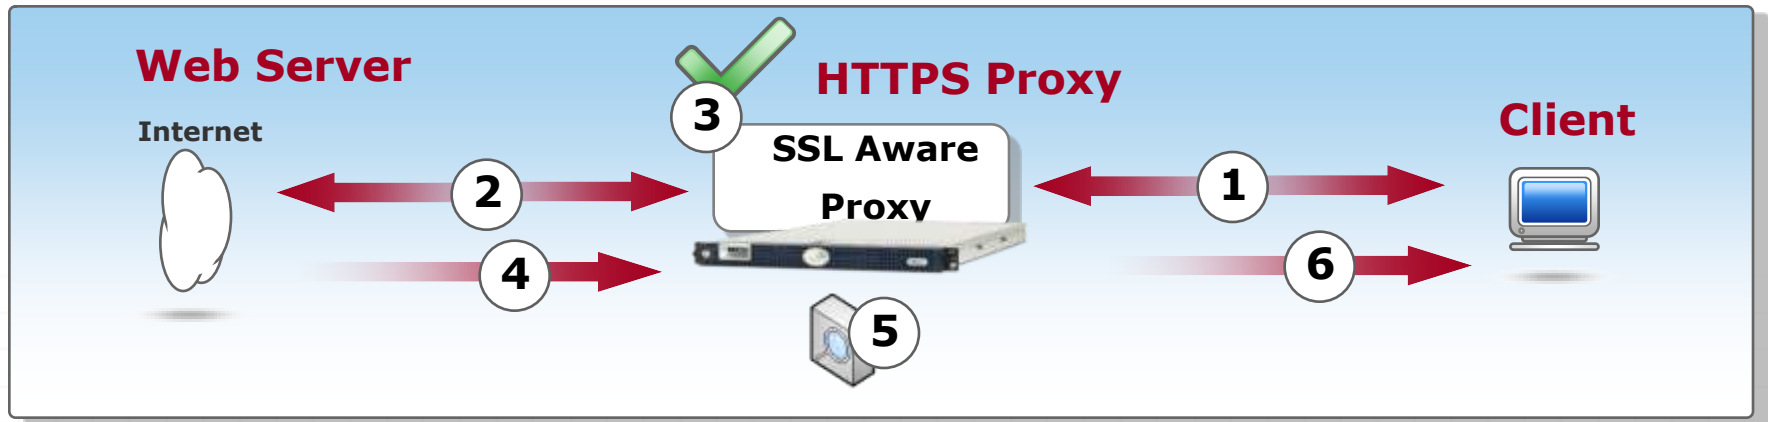 Web Server
HTTPS Proxy
Client
Internet
3
SSL Aware
Proxy
2
1
4
6
5